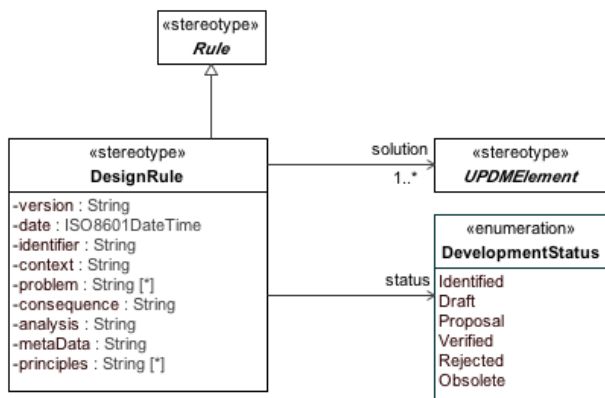 «stereotype»
Rule
«stereotype»
DesignRule
-version : String
-date : ISO8601DateTime
-identifier : String
-context : String
-problem : String [*]
-consequence : String
-analysis : String
-metaData : String
-principles : String [*]
solution
1..*
«stereotype»
UPDMElement
status
«enumeration»
DevelopmentStatus
Identified
Draft
Proposal
Verified
Rejected
Obsolete